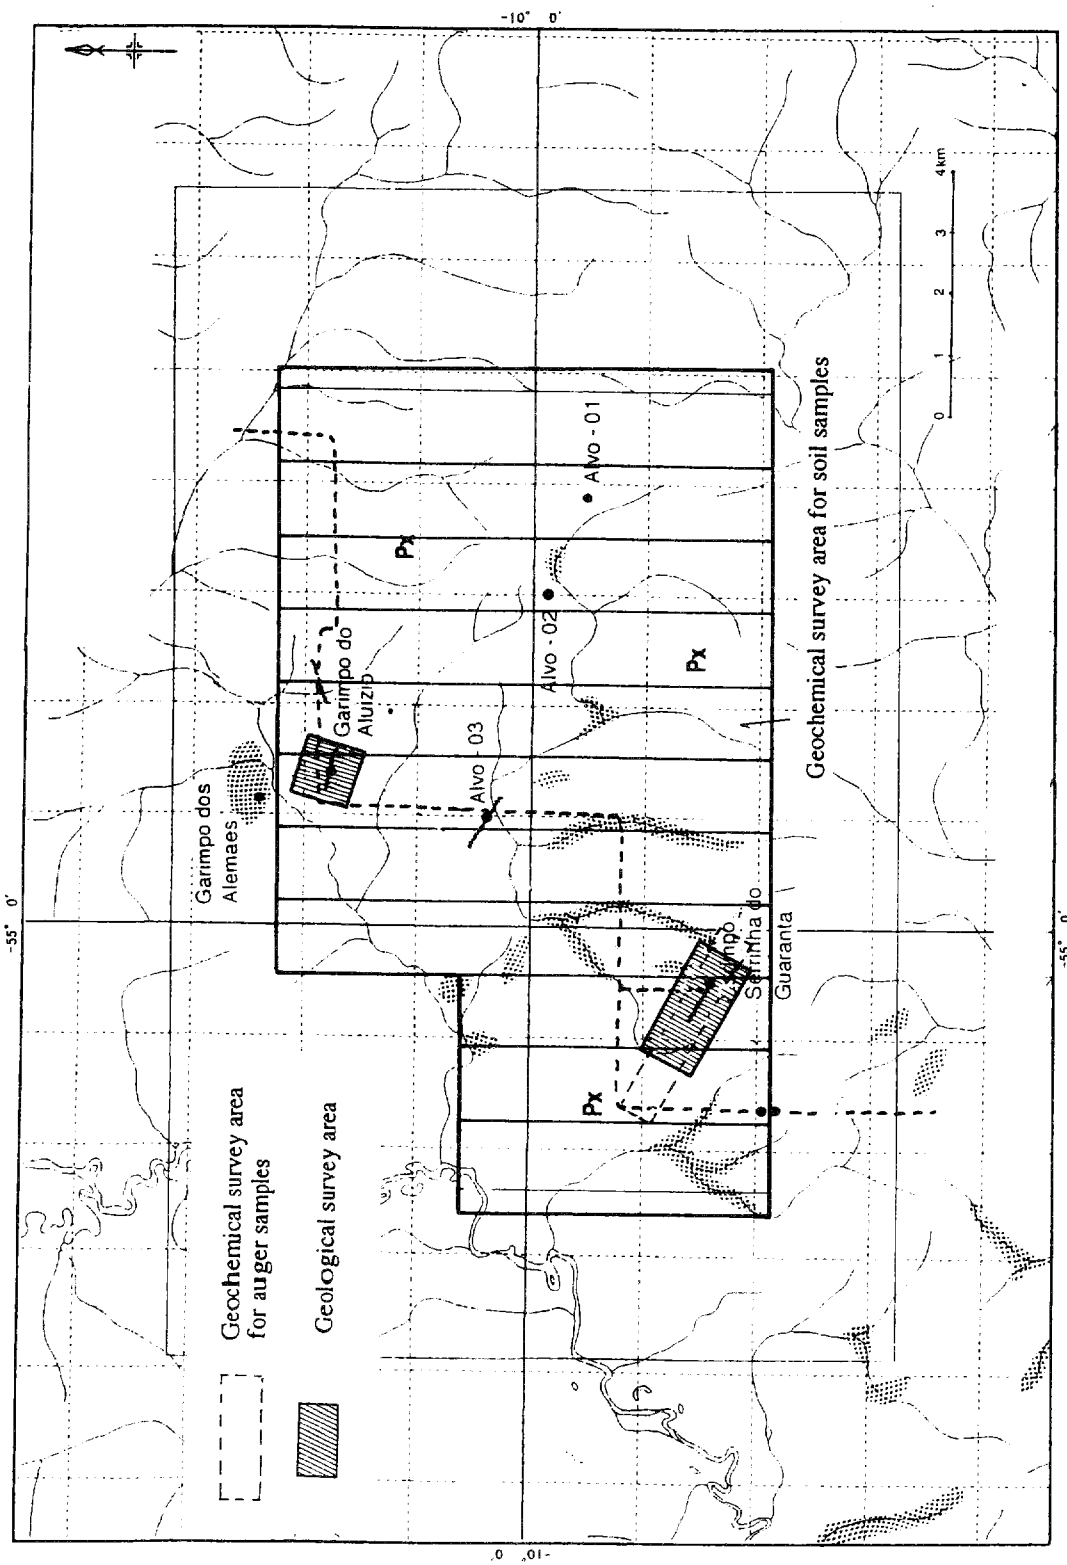 -10° 0'
4km
3
2
1
0
Geochemical survey area for soil samples
Alvo - 01
Px
Alvo - 02
Px
Garimpo do
Aluizio
Alvo - 03
Garimpo dos
Alemaes
-55° 0'
Serrinha do
Guaranta
-55° 0'
Px
Geochemical survey area
for auger samples
Geological survey area
-10° 0'